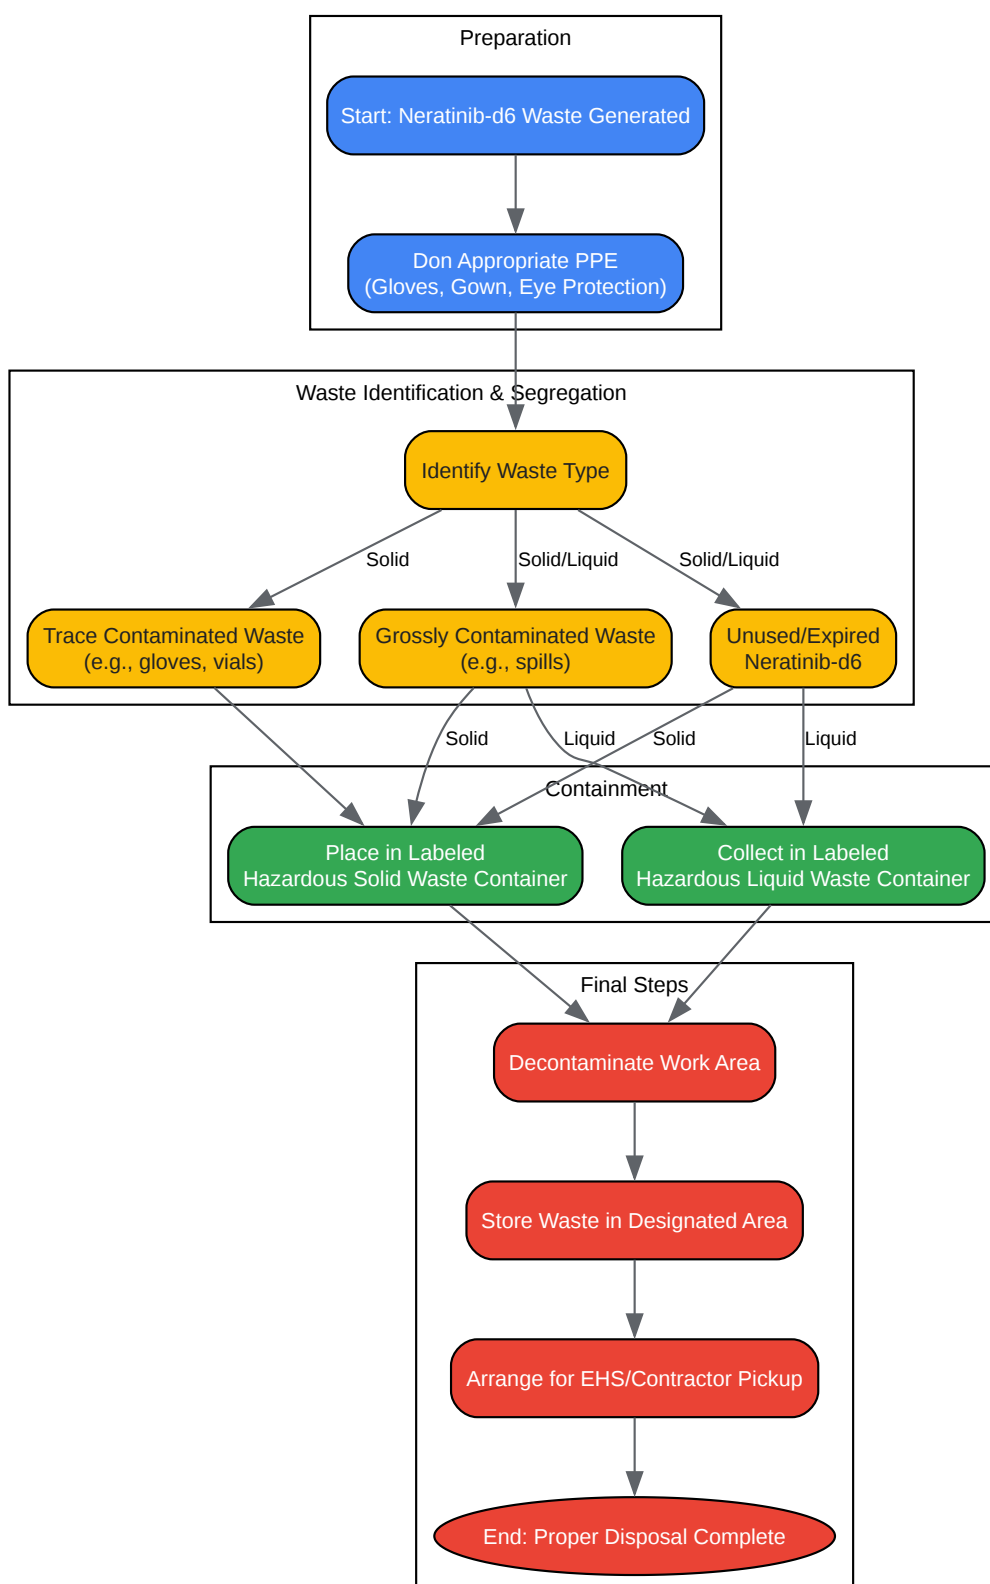 Preparation
Start: Neratinib-d6 Waste Generated
Don Appropriate PPE
(Gloves, Gown, Eye Protection)
Waste Identification & Segregation
Identify Waste Type
Solid
Solid/Liquid
Solid/Liquid
Trace Contaminated Waste
(e.g., gloves, vials)
Grossly Contaminated Waste
(e.g., spills)
Unused/Expired
Neratinib-d6
Solid
Liquid
Solid
Liquid
Containment
Place in Labeled
Hazardous Solid Waste Container
Collect in Labeled
Hazardous Liquid Waste Container
Final Steps
Decontaminate Work Area
Store Waste in Designated Area
Arrange for EHS/Contractor Pickup
End: Proper Disposal Complete